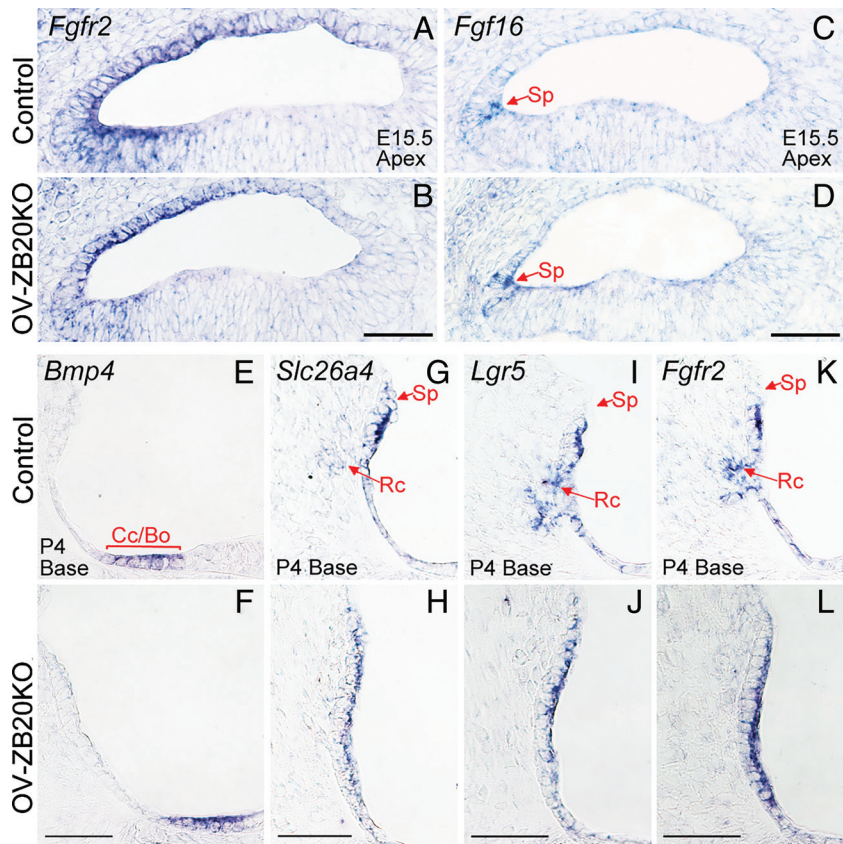 Fgfr2 A
Fgf16 C
Control
Sp
E15.5
Apex
E15.5
Apex
B
D
OV-ZB20KO
Sp
Bmp4 E
Slc26a4 G
Lgr5 I
Fgfr2 K
Control
Sp
Sp
Sp
Rc
Rc
Rc
Cc/Bo
P4
Base
P4 Base
P4 Base
P4 Base
F
H
J
L
OV-ZB20KO